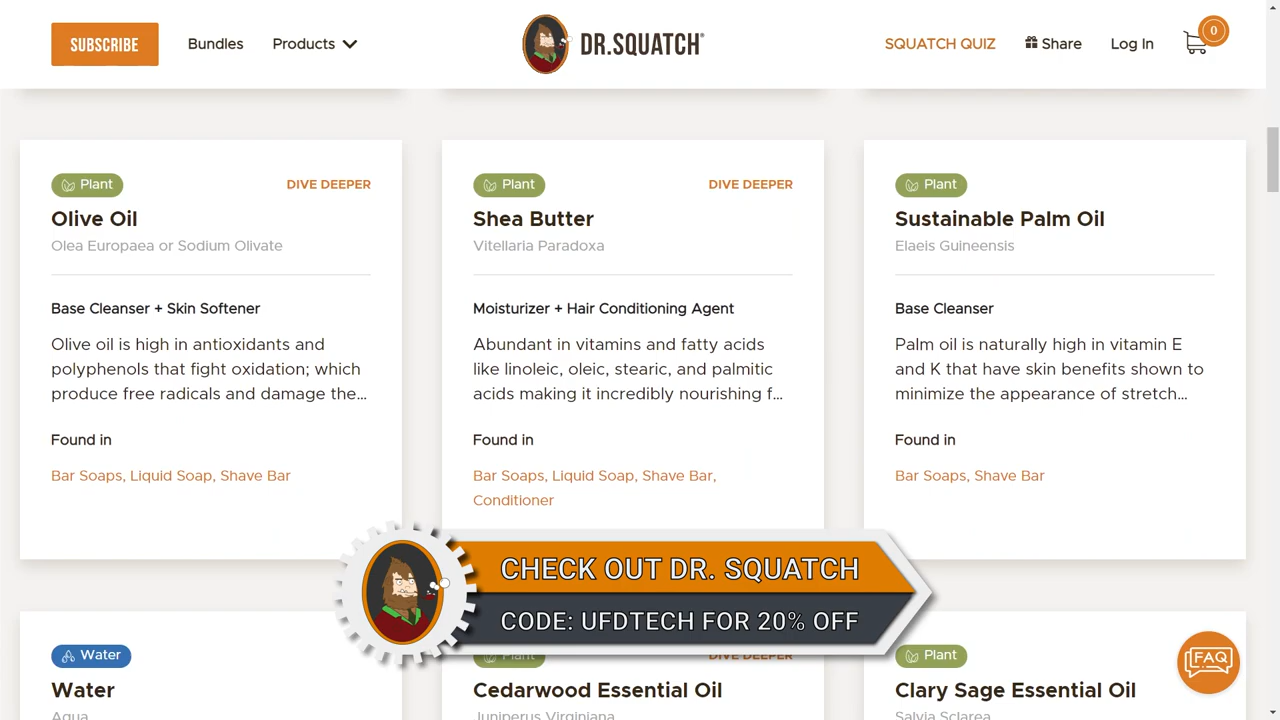 SUBSCRIBE
Bundles
Products
DR.SQUATCH®
SQUATCH QUIZ
Share
Log In
0
Plant
DIVE DEEPER
Olive Oil
Olea Europaea or Sodium Olivate
Base Cleanser + Skin Softener
Olive oil is high in antioxidants and
polyphenols that fight oxidation; which
produce free radicals and damage the...
Found in
Bar Soaps, Liquid Soap, Shave Bar
Plant
DIVE DEEPER
Shea Butter
Vitellaria Paradoxa
Moisturizer + Hair Conditioning Agent
Abundant in vitamins and fatty acids
like linoleic, oleic, stearic, and palmitic
acids making it incredibly nourishing f...
Found in
Bar Soaps, Liquid Soap, Shave Bar,
Conditioner
Plant
Sustainable Palm Oil
Elaeis Guineensis
Base Cleanser
Palm oil is naturally high in vitamin E
and K that have skin benefits shown to
minimize the appearance of stretch...
Found in
Bar Soaps, Shave Bar
CHECK OUT DR. SQUATCH
CODE: UFDTECH FOR 20% OFF
Water
Water
Aqua
Plant
DIVE DEEPER
Cedarwood Essential Oil
Juniperus Virginiana
Plant
Clary Sage Essential Oil
Salvia Sclarea
FAQ